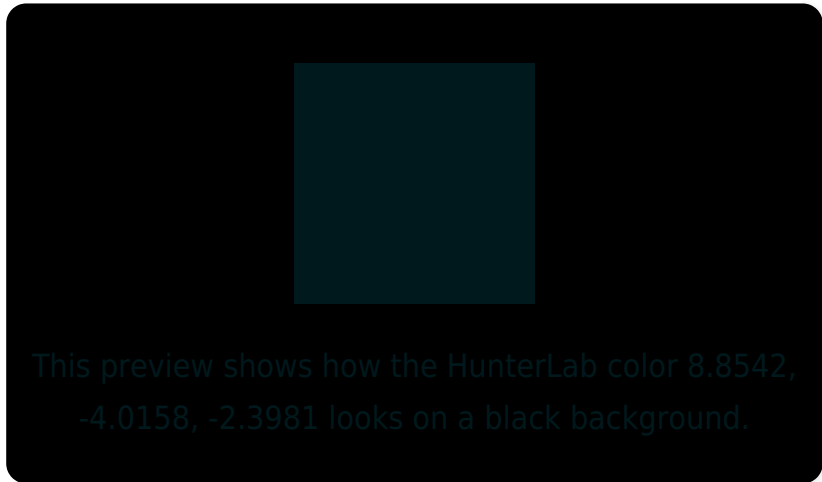 This preview shows how the HunterLab color 8.8542,
-4.0158, -2.3981 looks on a black background.